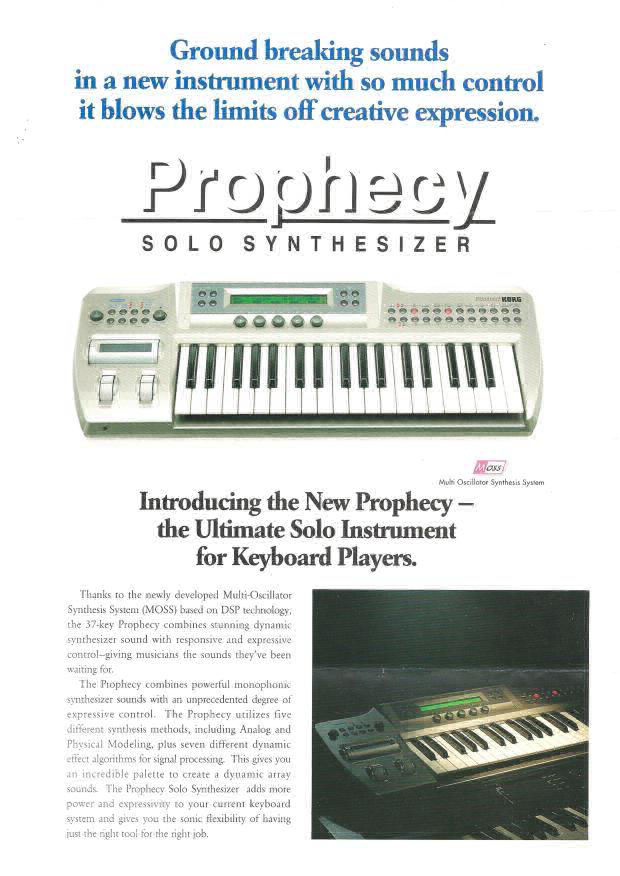 Ground breaking sounds
in a new instrument with so much control
it blows the limits off creative expression.
Prophecy
SOLO SYNTHESIZER
KORG
MOSS
Multi Oscillator Synthesis System
Introducing the New Prophecy –
the Ultimate Solo Instrument
for Keyboard Players.
Thanks to the newly developed Multi-Oscillator
Synthesis System (MOSS) based on DSP technology,
the 37-key Prophecy combines stunning dynamic
synthesizer sound with responsive and expressive
control–giving musicians the sounds they've been
waiting for.
The Prophecy combines powerful monophonic
synthesizer sounds with an unprecedented degree of
expressive control. The Prophecy utilizes five
different synthesis methods, including Analog and
Physical Modeling, plus seven different dynamic
effect algorithms for signal processing. This gives you
an incredible palette to create a dynamic array
sounds. The Prophecy Solo Synthesizer adds more
power and expressivity to your current keyboard
system and gives you the sonic flexibility of having
just the right tool for the right job.